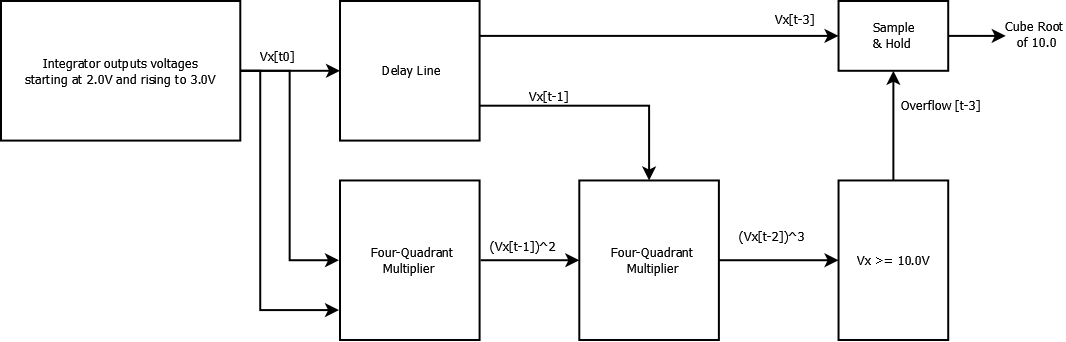 Integrator outputs voltages
starting at 2.0V and rising to 3.0V
Vx[t0]
Delay Line
Vx[t-3]
Sample
& Hold
Cube Root
of 10.0
Vx[t-1]
Overflow [t-3]
Four-Quadrant
Multiplier
(Vx[t-1])^2
Four-Quadrant
Multiplier
(Vx[t-2])^3
Vx >= 10.0V